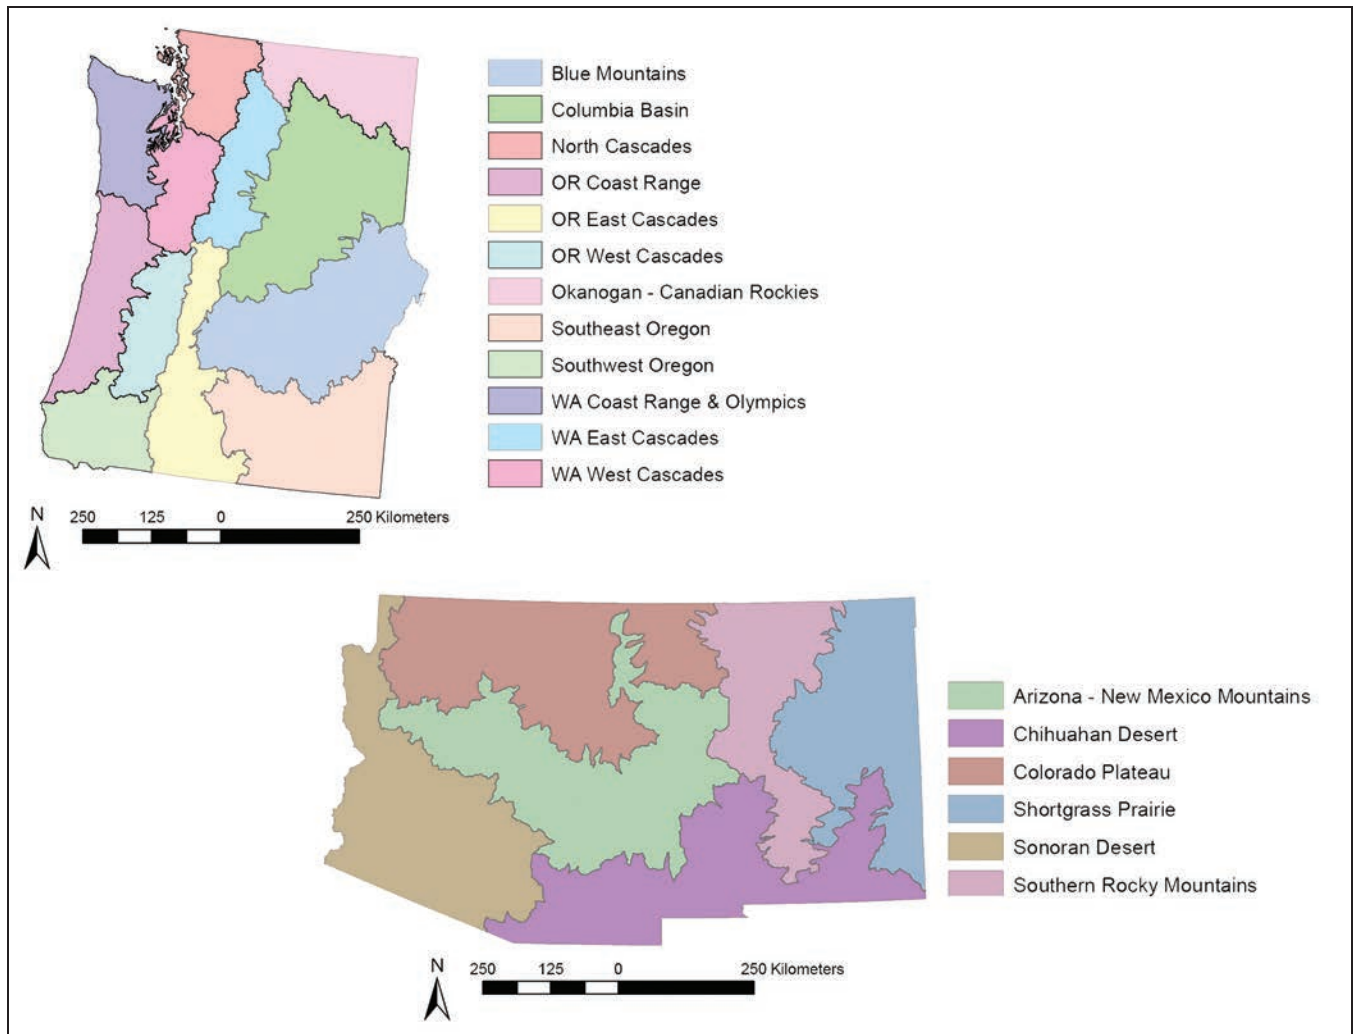 Blue Mountains
Columbia Basin
North Cascades
OR Coast Range
OR East Cascades
OR West Cascades
Okanogan - Canadian Rockies
Southeast Oregon
Southwest Oregon
WA Coast Range & Olympics
WA East Cascades
WA West Cascades
N
250 125 0 250 Kilometers
Arizona - New Mexico Mountains
Chihuahan Desert
Colorado Plateau
Shortgrass Prairie
Sonoran Desert
Southern Rocky Mountains
N
250 125 0 250 Kilometers